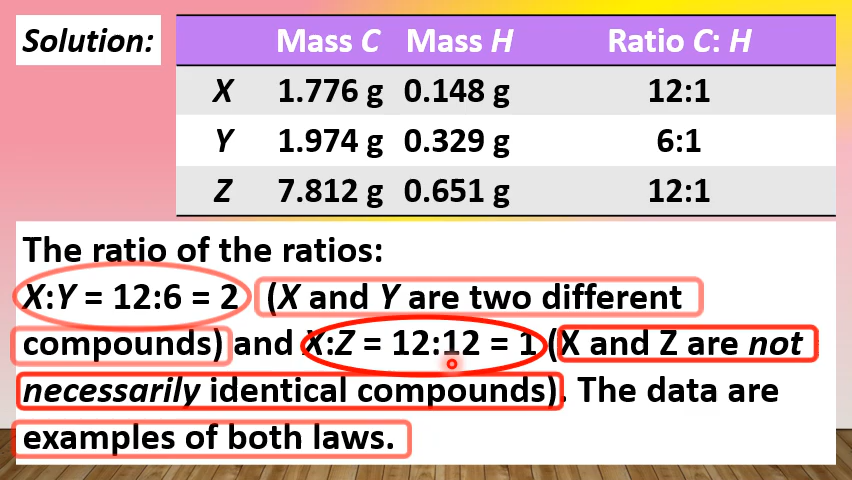 Solution:
Mass C Mass H Ratio C: H
X 1.776 g 0.148 g 12:1
Y 1.974 g 0.329 g 6:1
Z 7.812 g 0.651 g 12:1
The ratio of the ratios:
X:Y = 12:6 = 2 (X and Y are two different
compounds) and X:Z = 12:12 = 1 (X and Z are not
necessarily identical compounds). The data are
examples of both laws.